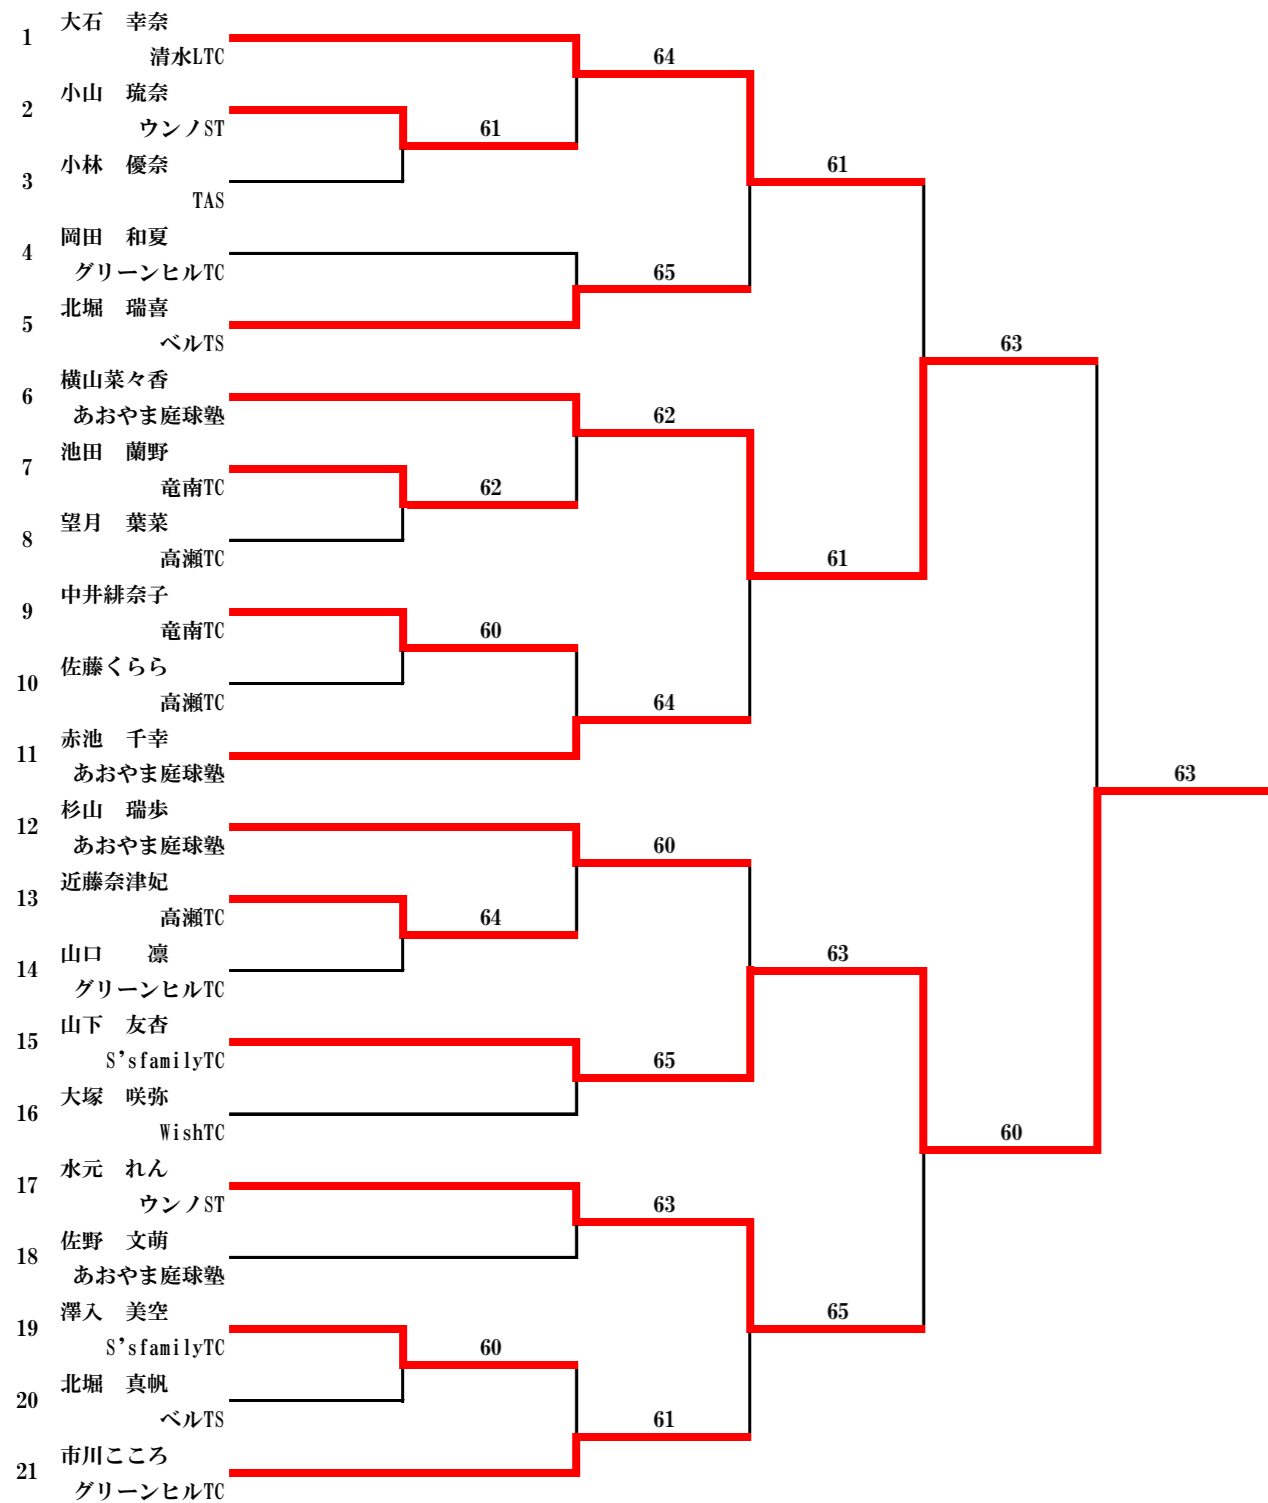 1 大石　幸奈
清水LTC
64
2 小山　琉奈
ウンノST
61
3 小林　優奈
TAS
61
4 岡田　和夏
グリーンヒルTC
65
5 北堀　瑞喜
ベルTS
63
6 横山菜々香
あおやま庭球塾
62
7 池田　蘭野
竜南TC
62
8 望月　葉菜
高瀬TC
61
9 中井緋奈子
竜南TC
60
10 佐藤くらら
高瀬TC
64
11 赤池　千幸
あおやま庭球塾
63
12 杉山　瑞歩
あおやま庭球塾
60
13 近藤奈津妃
高瀬TC
64
14 山口　　凛
グリーンヒルTC
63
15 山下　友杏
S’sfamilyTC
65
16 大塚　咲弥
WishTC
60
17 水元　れん
ウンノST
63
18 佐野　文萌
あおやま庭球塾
19 澤入　美空
S’sfamilyTC
65
60
20 北堀　真帆
ベルTS
61
21 市川こころ
グリーンヒルTC